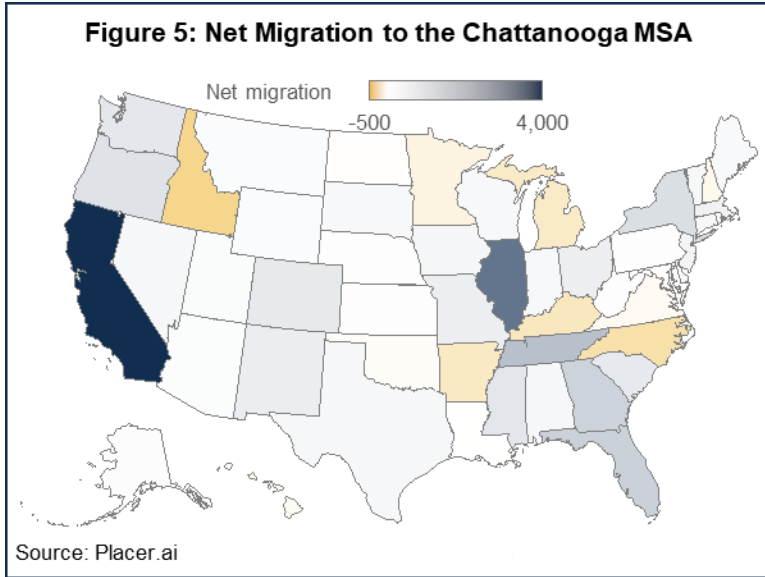 Figure 5: Net Migration to the Chattanooga MSA
Net migration
-500 4,000
Source: Placer.ai